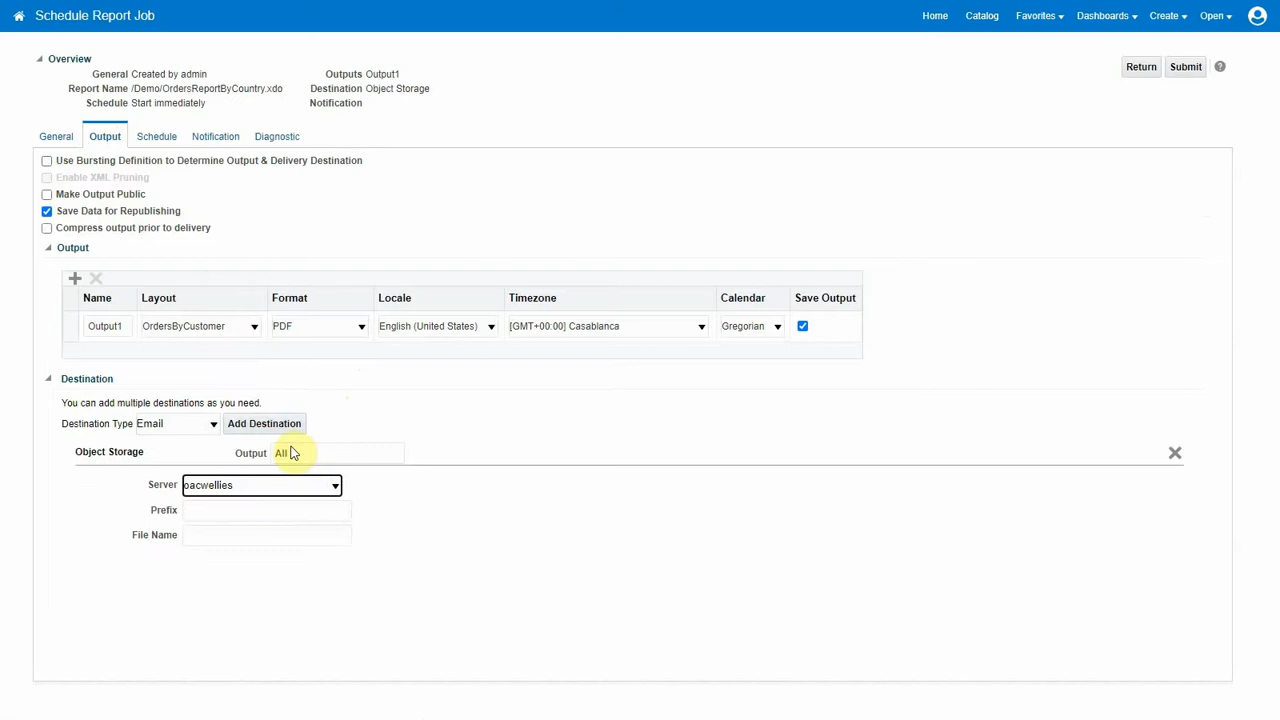 Schedule Report Job
Home Catalog Favorites Dashboards Create Open
Overview
General Created by admin Outputs Output1
Return Submit ?
Report Name /Demo/OrdersReportByCountry.xdo Destination Object Storage
Schedule Start immediately Notification
General Output Schedule Notification Diagnostic
Use Bursting Definition to Determine Output & Delivery Destination
Enable XML Pruning
Make Output Public
Save Data for Republishing
Compress output prior to delivery
Output
Name Layout Format Locale Timezone Calendar Save Output
Output1 OrdersByCustomer PDF English (United States) [GMT+00:00] Casablanca Gregorian
Destination
You can add multiple destinations as you need.
Destination Type Email Add Destination
Object Storage Output All
Server oacwellies
Prefix
File Name